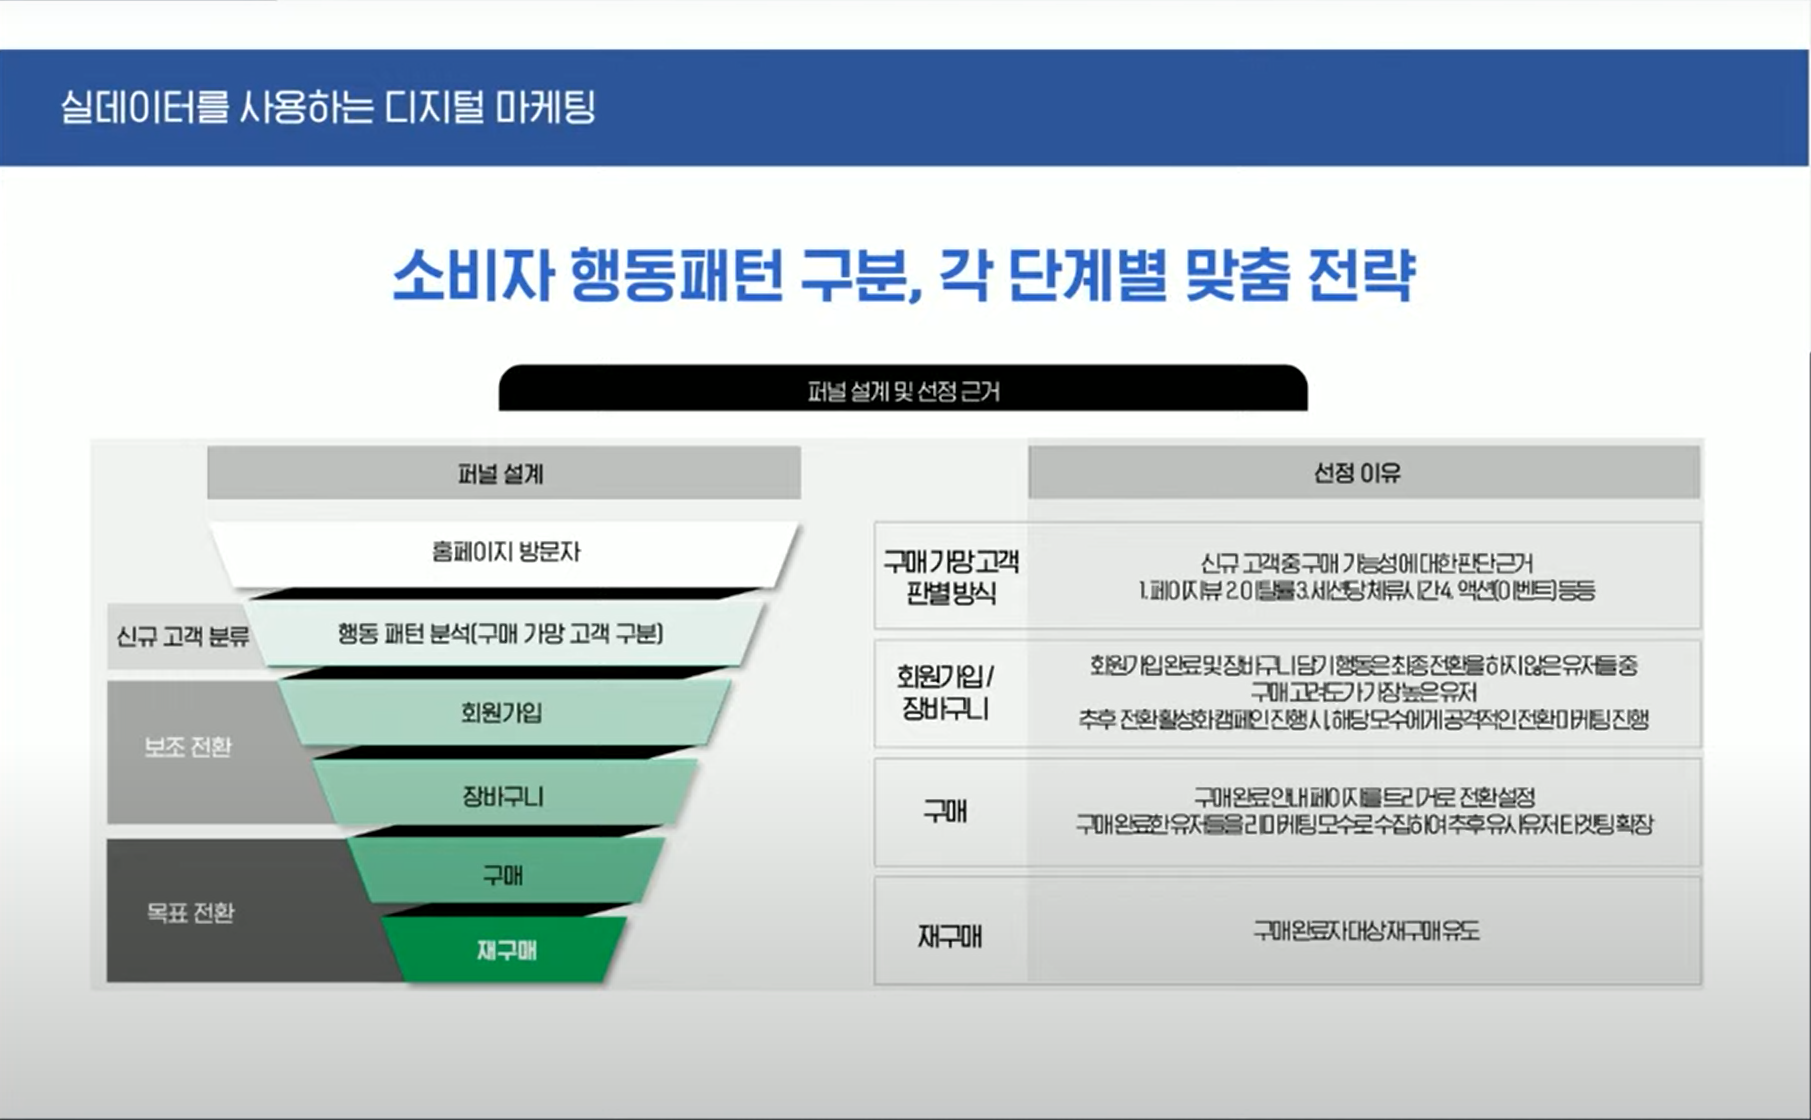 실데이터를 사용하는 디지털 마케팅
소비자 행동패턴 구분, 각 단계별 맞춤 전략
퍼널 설계 및 선정 근거
퍼널 설계
홈페이지 방문자
신규 고객 분류
행동 패턴 분석(구매 가망 고객 구분)
보조 전환
회원가입
장바구니
목표 전환
구매
재구매
선정 이유
구매 가망 고객
판별 방식
신규 고객 중 구매 가능성에 대한 판단 근거
1. 페이지뷰 2. 이탈률 3. 세션당 체류시간 4. 액션(이벤트) 등등
회원가입 /
장바구니
회원가입 완료 및 장바구니 담기 행동은 최종 전환을 하지 않은 유저들 중
구매 고려도가 가장 높은 유저
추후 전환 활성화 캠페인 진행 시, 해당 모수에게 공격적인 전환 마케팅 진행
구매
구매 완료 안내 페이지를 트리거로 전환 설정
구매 완료한 유저들을 리마케팅 모수로 수집하여 추후 유사유저 타겟팅 확장
재구매
구매 완료자 대상 재구매 유도